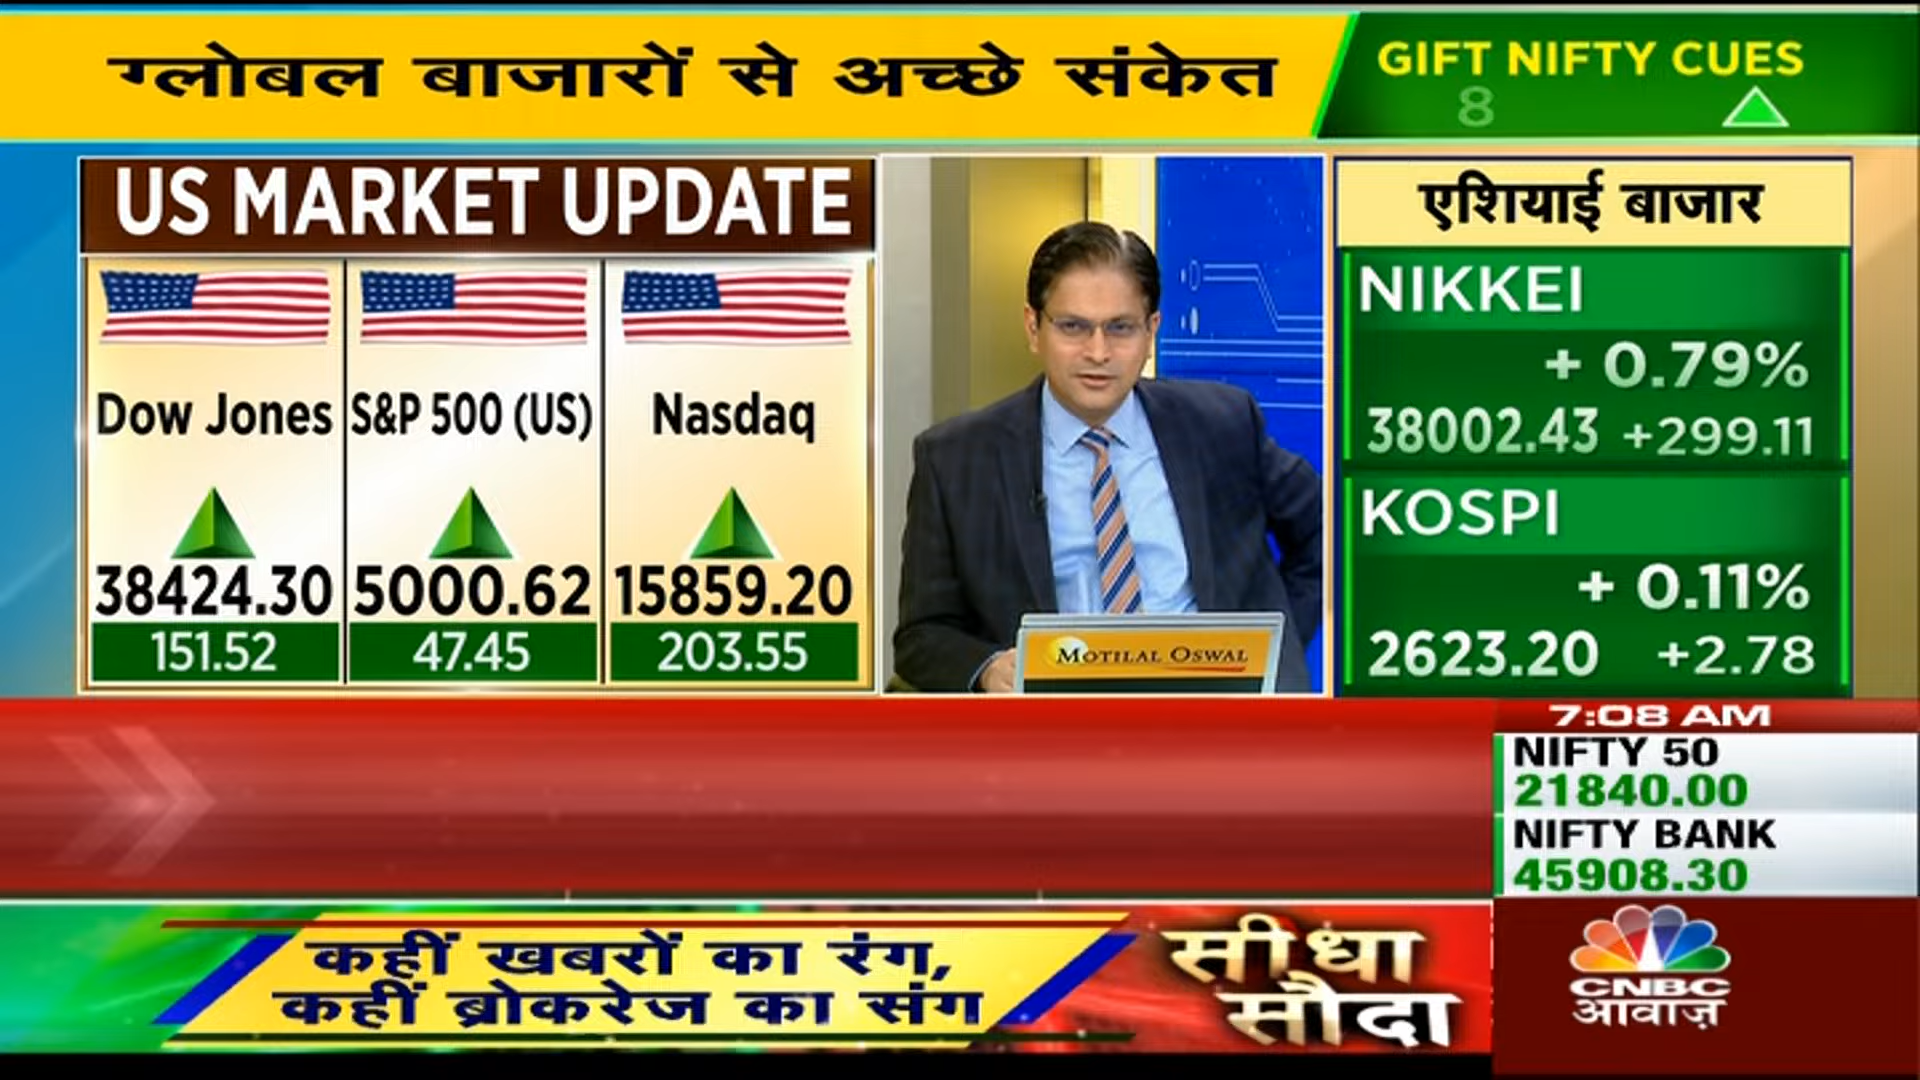 ग्लोबल बाजारों से अच्छे संकेत
GIFT NIFTY CUES
8
US MARKET UPDATE
Dow Jones
38424.30
151.52
S&P 500 (US)
5000.62
47.45
Nasdaq
15859.20
203.55
MOTILAL OSWAL
एशियाई बाजार
NIKKEI
+ 0.79%
38002.43 +299.11
KOSPI
+ 0.11%
2623.20 +2.78
7:08 AM
NIFTY 50
21840.00
NIFTY BANK
45908.30
कहीं खबरों का रंग,
कहीं ब्रोकरेज का संग
सीधा
सौदा
CNBC
आवाज़